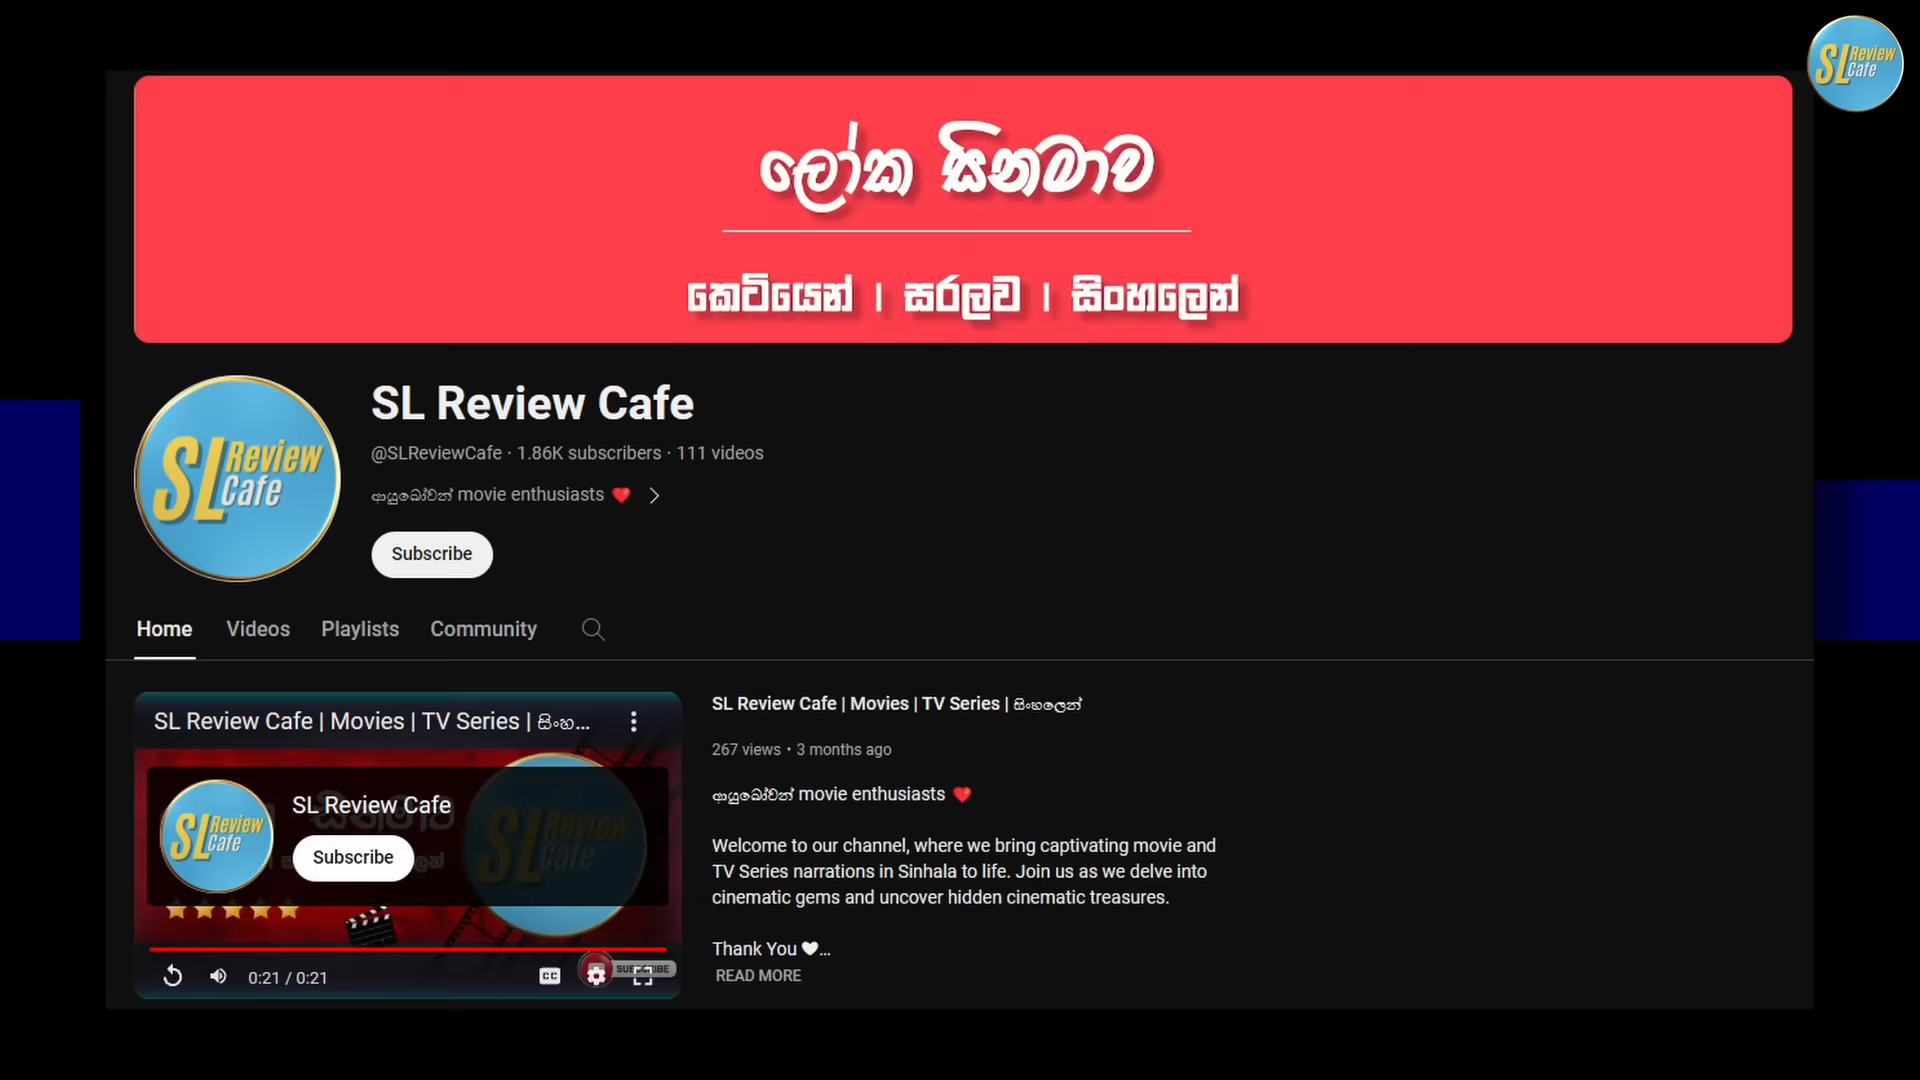 SL Review
Cafe
ලෝක සිනමාව
කෙටියෙන් | සරලව | සිංහලෙන්
SL Review
Cafe
SL Review Cafe
@SLReviewCafe · 1.86K subscribers · 111 videos
ආයුබෝවන් movie enthusiasts ❤️ >
Subscribe
Home Videos Playlists Community
SL Review Cafe | Movies | TV Series | සිංහ...
SL Review Cafe
SL Review
Cafe
Subscribe
SL Review
Cafe
0:21 / 0:21
CC
SUBSCRIBE
SL Review Cafe | Movies | TV Series | සිංහලෙන්
267 views • 3 months ago
ආයුබෝවන් movie enthusiasts ❤️
Welcome to our channel, where we bring captivating movie and
TV Series narrations in Sinhala to life. Join us as we delve into
cinematic gems and uncover hidden cinematic treasures.
Thank You 🤍...
READ MORE